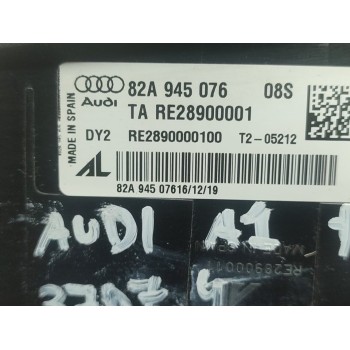 MADE IN SPAIN
Audi
82A 945 076 08S
TA RE28900001
DY2 RE2890000100 T2-05212
AL
82A 945 07616/12/19
AUDI A1